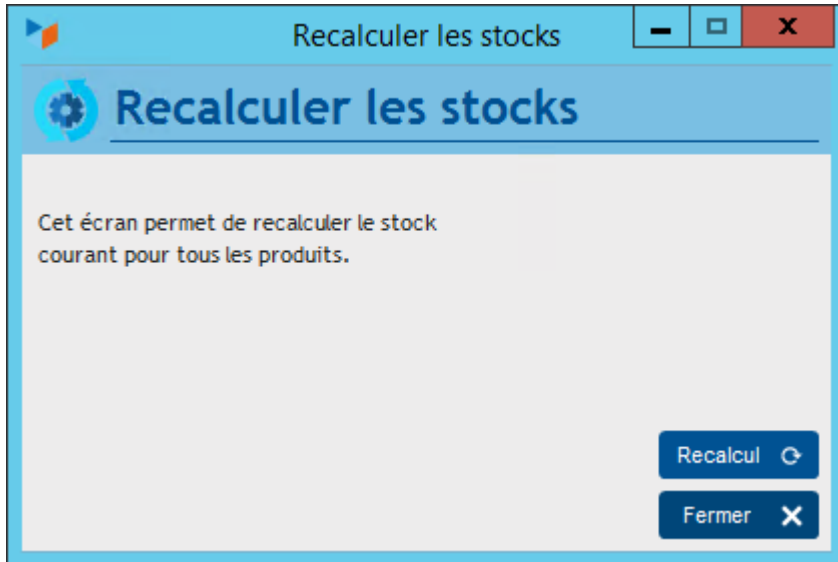 Recalculer les stocks
Recalculer les stocks
Cet écran permet de recalculer le stock
courant pour tous les produits.
Recalcul
Fermer